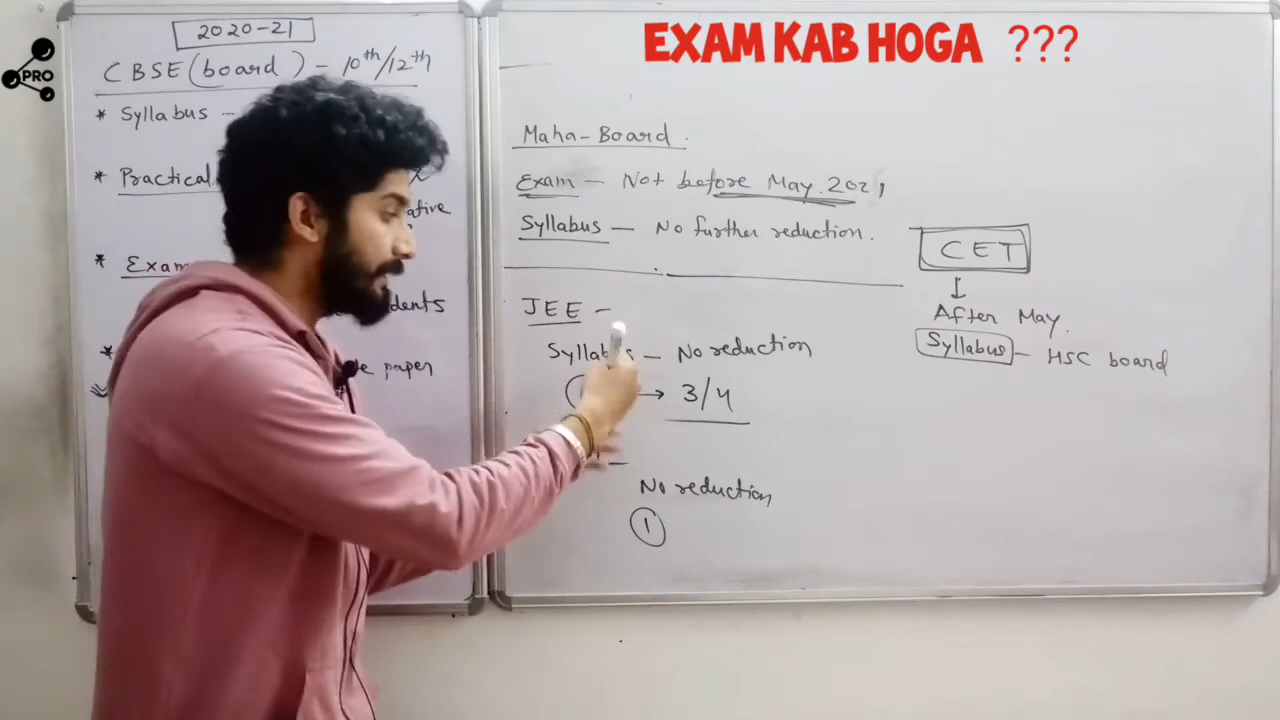 EXAM KAB HOGA ???
PRO
2020-21
CBSE (board) - 10th/12th
* Syllabus -
* Practical
* Exam
dents
paper
Maha-Board.
Exam - Not before May. 2021
Syllabus - No further reduction.
JEE -
Syllabus - No reduction
→ 3/4
-
No reduction
1
CET
↓
After May.
Syllabus - HSC board